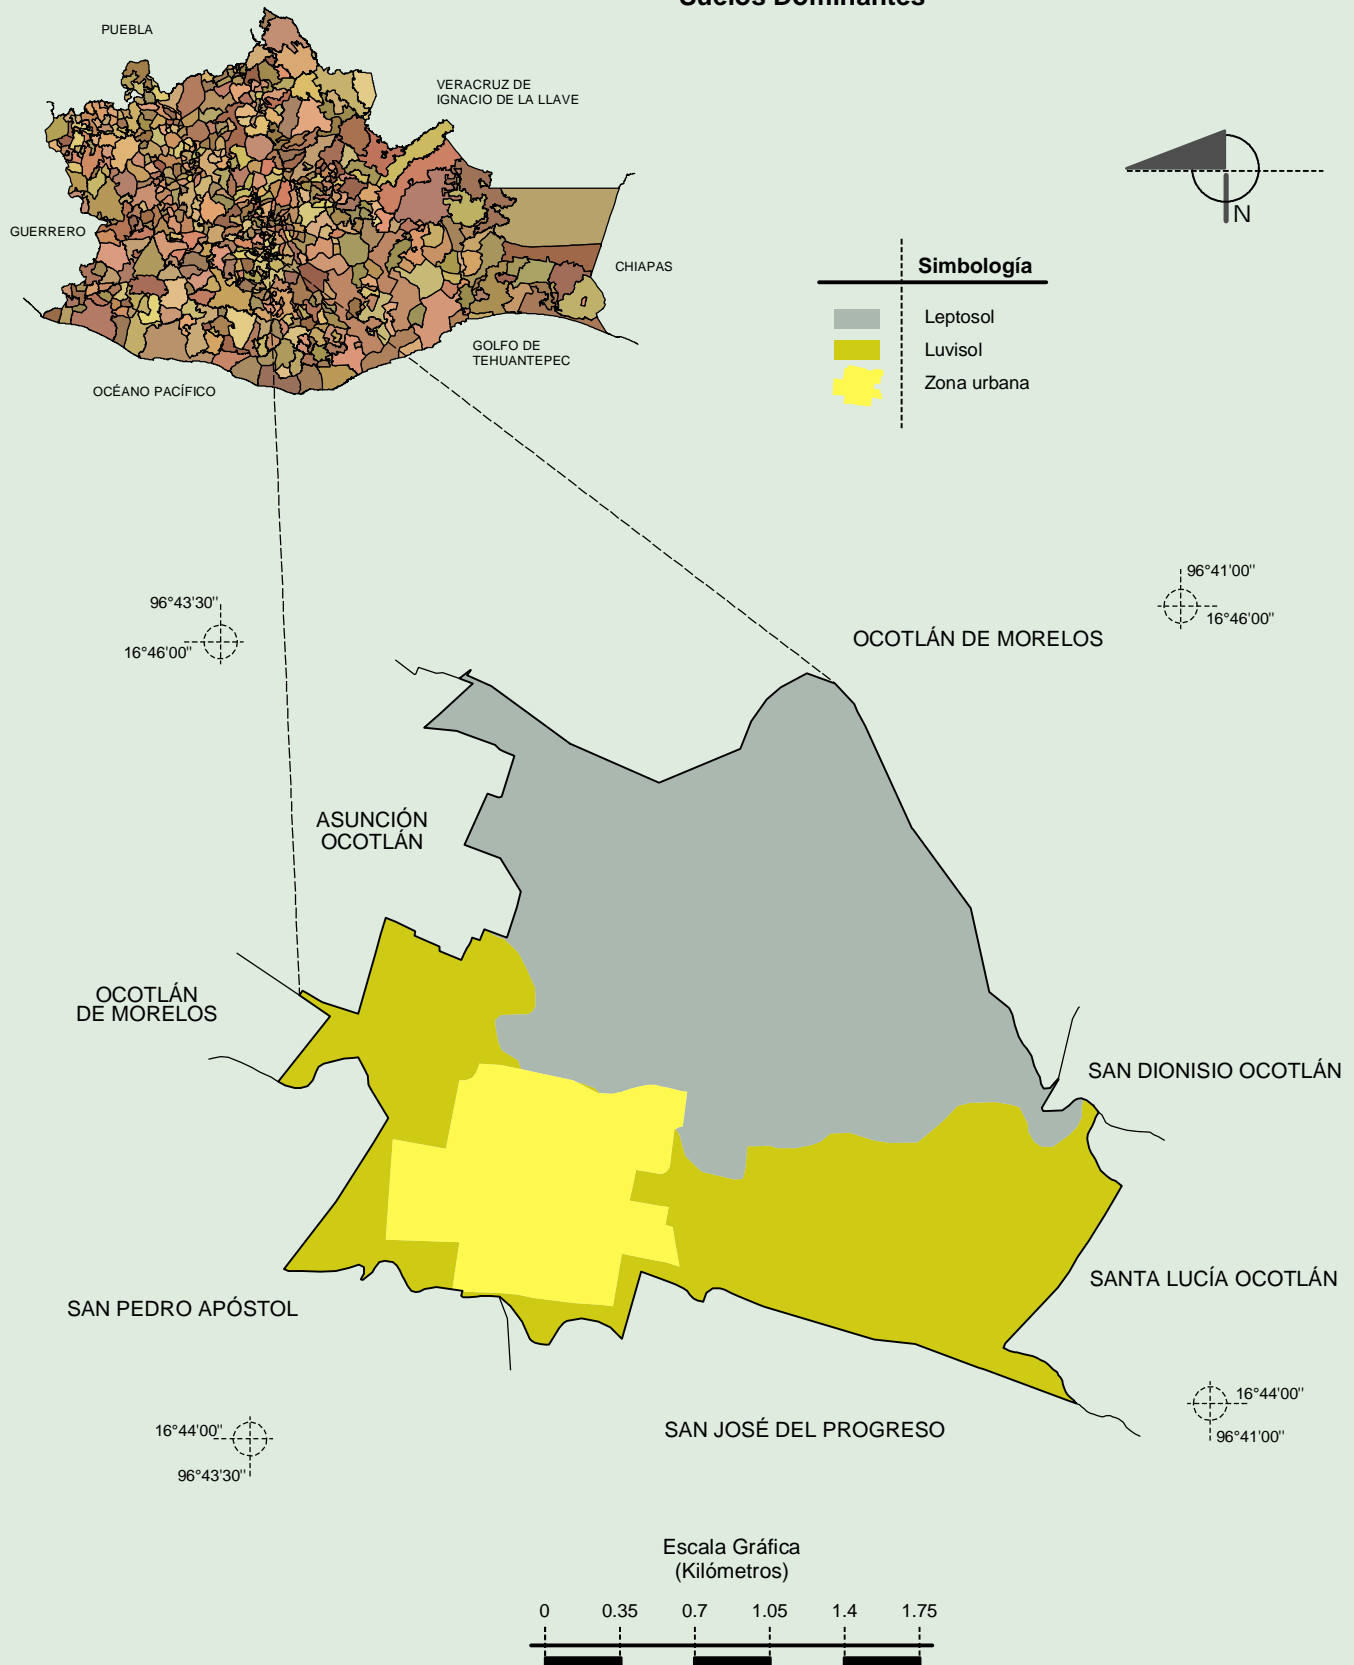 Suelos Dominantes
PUEBLA
VERACRUZ DE
IGNACIO DE LA LLAVE
GUERRERO
CHIAPAS
GOLFO DE
TEHUANTEPEC
OCÉANO PACÍFICO
N
Simbología
Leptosol
Luvisol
Zona urbana
96°43'30"
16°46'00"
96°41'00"
16°46'00"
OCOTLÁN DE MORELOS
ASUNCIÓN
OCOTLÁN
OCOTLÁN
DE MORELOS
SAN DIONISIO OCOTLÁN
SANTA LUCÍA OCOTLÁN
SAN PEDRO APÓSTOL
SAN JOSÉ DEL PROGRESO
16°44'00"
96°43'30"
16°44'00"
96°41'00"
Escala Gráfica
(Kilómetros)
0 0.35 0.7 1.05 1.4 1.75